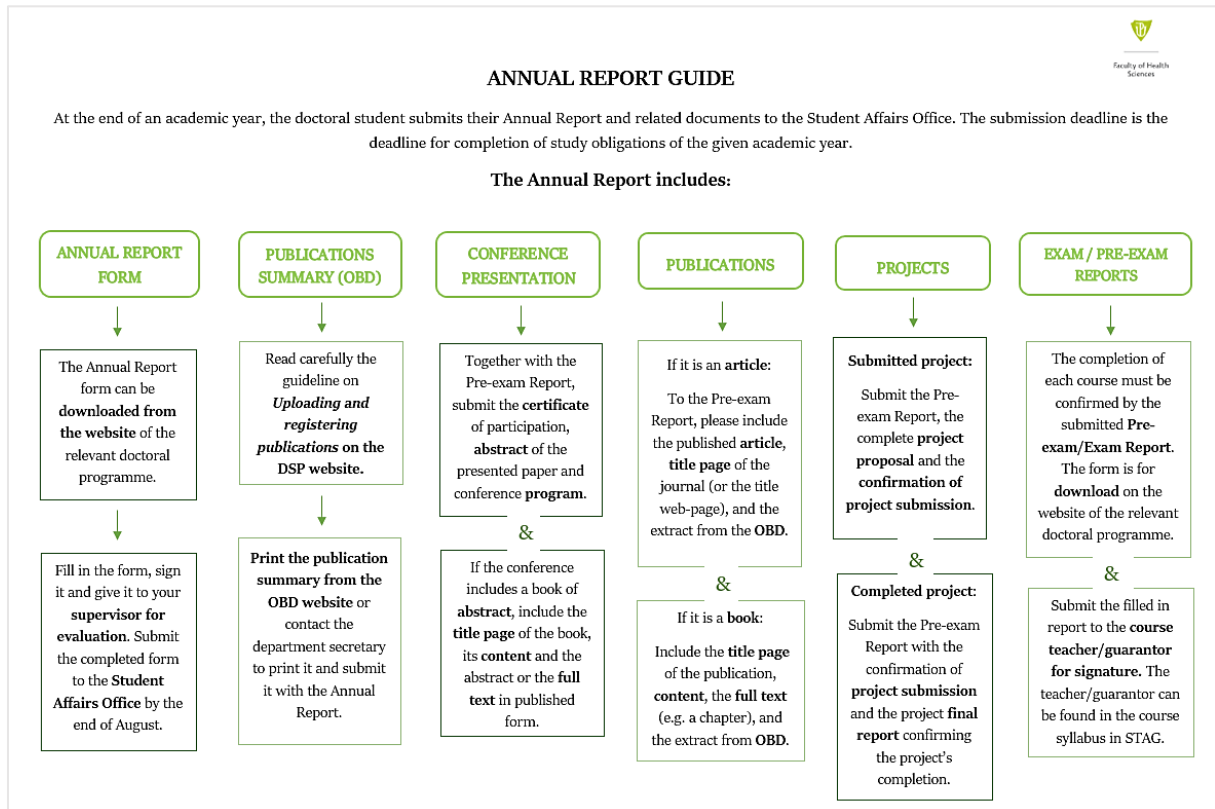 Faculty of Health
Sciences
ANNUAL REPORT GUIDE
At the end of an academic year, the doctoral student submits their Annual Report and related documents to the Student Affairs Office. The submission deadline is the
deadline for completion of study obligations of the given academic year.
The Annual Report includes:
ANNUAL REPORT
FORM
The Annual Report
form can be
downloaded from
the website of the
relevant doctoral
programme.
Fill in the form, sign
it and give it to your
supervisor for
evaluation. Submit
the completed form
to the Student
Affairs Office by the
end of August.
PUBLICATIONS
SUMMARY (OBD)
Read carefully the
guideline on
Uploading and
registering
publications on the
DSP website.
Print the publication
summary from the
OBD website or
contact the
department secretary
to print it and submit
it with the Annual
Report.
CONFERENCE
PRESENTATION
Together with the
Pre-exam Report,
submit the certificate
of participation,
abstract of the
presented paper and
conference program.
&
If the conference
includes a book of
abstract, include the
title page of the book,
its content and the
abstract or the full
text in published
form.
PUBLICATIONS
If it is an article:
To the Pre-exam
Report, please include
the published article,
title page of the
journal (or the title
web-page), and the
extract from the OBD.
&
If it is a book:
Include the title page
of the publication,
content, the full text
(e.g. a chapter), and
the extract from OBD.
PROJECTS
Submitted project:
Submit the Pre-
exam Report, the
complete project
proposal and the
confirmation of
project submission.
&
Completed project:
Submit the Pre-exam
Report with the
confirmation of
project submission
and the project final
report confirming
the project's
completion.
EXAM / PRE-EXAM
REPORTS
The completion of
each course must be
confirmed by the
submitted Pre-
exam/Exam Report.
The form is for
download on the
website of the relevant
doctoral programme.
&
Submit the filled in
report to the course
teacher/guarantor
for signature. The
teacher/guarantor can
be found in the course
syllabus in STAG.